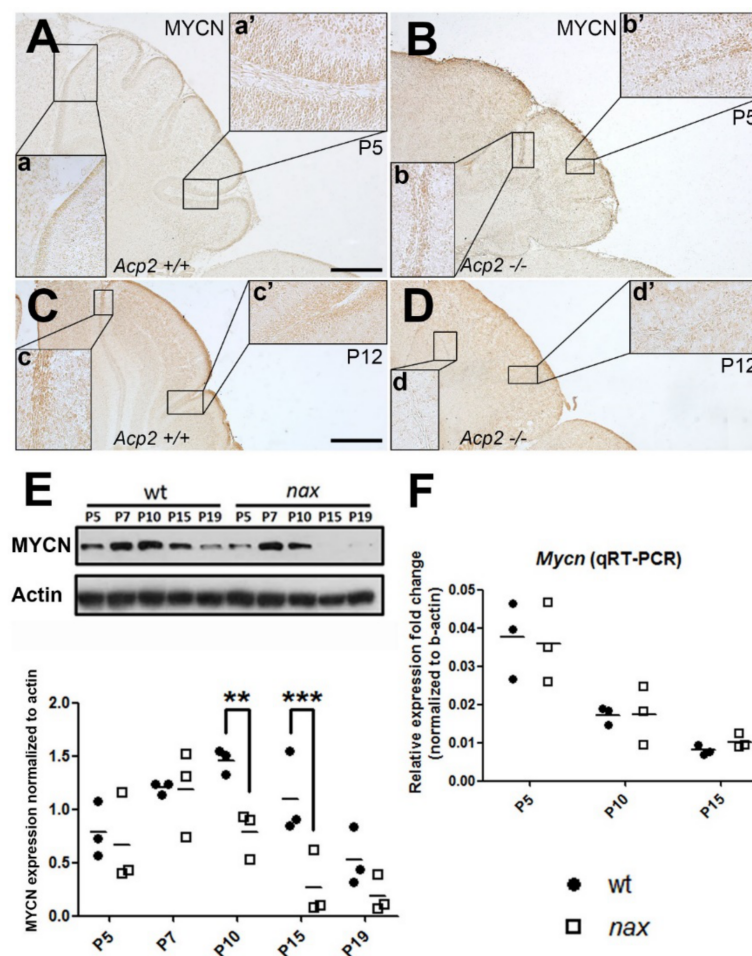 A
MYCN
a'
P5
a
Acp2 +/+
B
MYCN
b'
P5
b
Acp2 -/-
C
c'
P12
c
Acp2 +/+
D
d'
P12
d
Acp2 -/-
E
wt nax
P5 P7 P10 P15 P19 P5 P7 P10 P15 P19
MYCN
Actin
MYCN expression normalized to actin
2.0
1.5
1.0
0.5
0.0
** ***
P5 P7 P10 P15 P19
F
Mycn (qRT-PCR)
Relative expression fold change
(normalized to b-actin)
0.05
0.04
0.03
0.02
0.01
0.00
P5 P10 P15
wt
nax